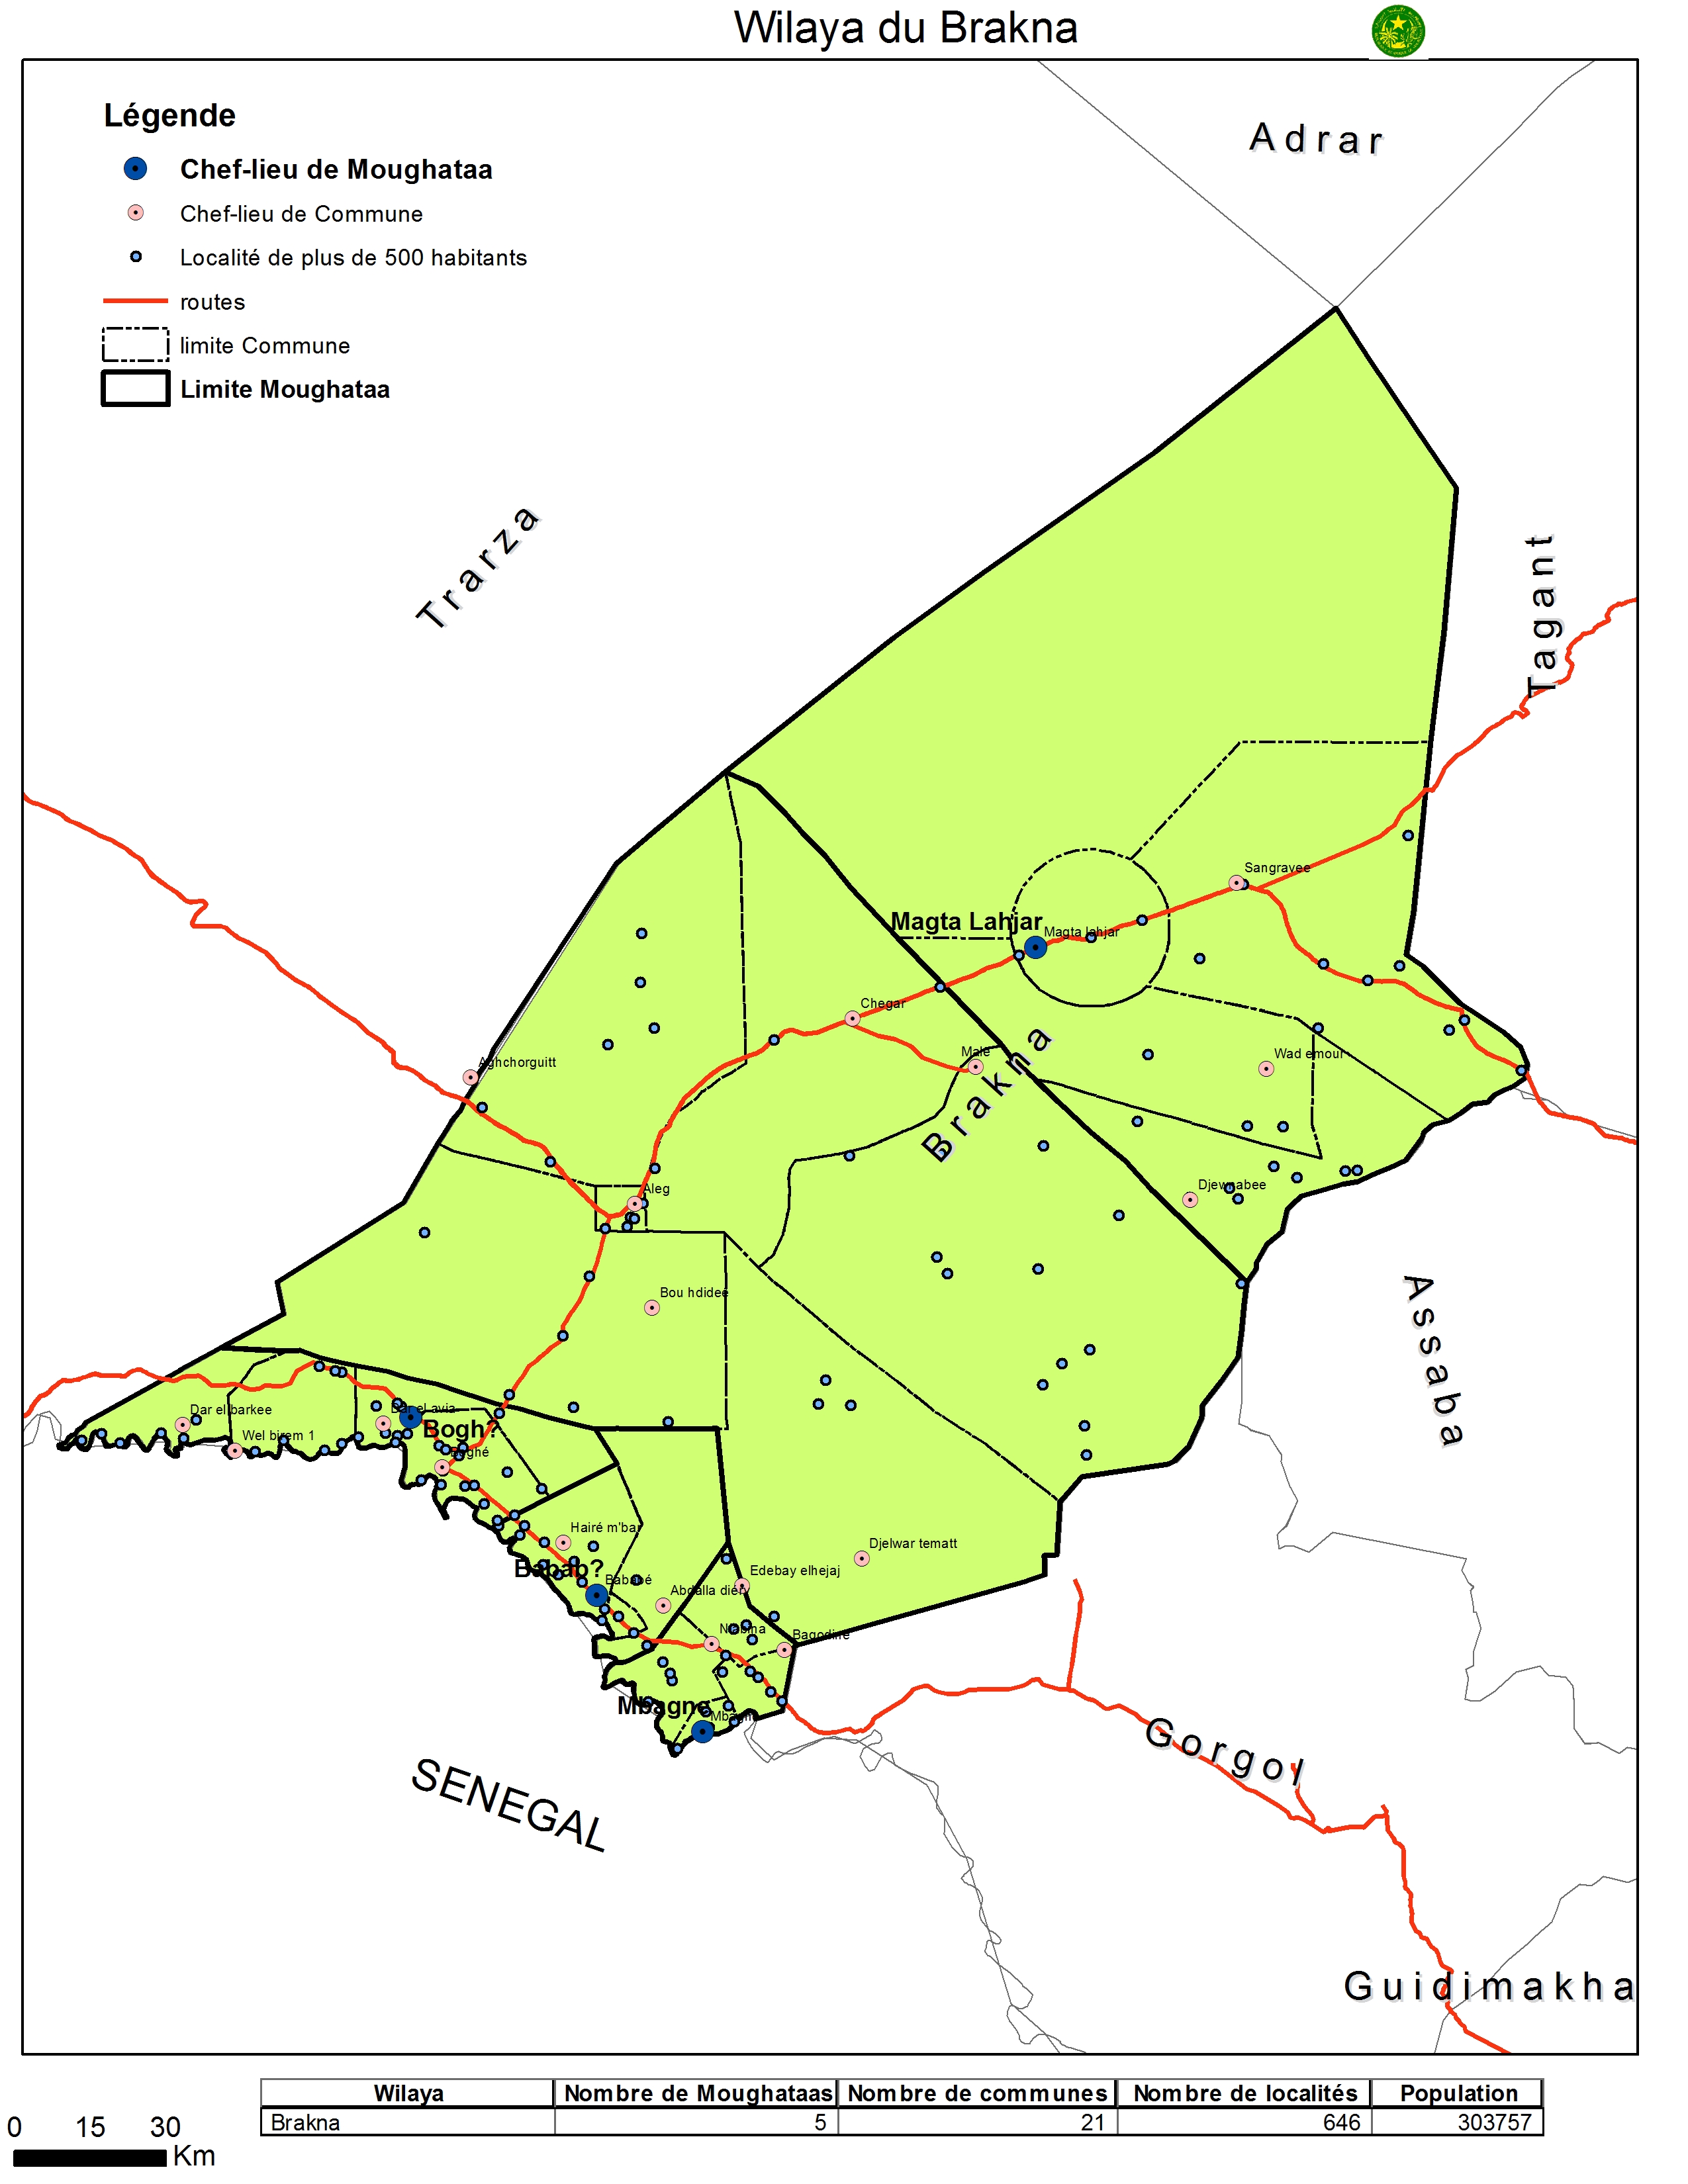 Wilaya du Brakna
Légende
Chef-lieu de Moughataa
Chef-lieu de Commune
Localité de plus de 500 habitants
routes
limite Commune
Limite Moughataa
Adrar
Trarza
Tagant
Sangravee
Magta Lahjar
Magta lahjar
Chegar
Male
Brakna
Wad emour
Aghchorguitt
Aleg
Djewnabee
Bou hdidee
Assaba
Dar el barkee
Dar el avia
Bogh?
Wel birem 1
Boghé
Hairé m'bar
Djelwar tematt
Babab?
Bababé
Edebay elhejaj
Abdalla dieri
Niabina
Bagodine
Mbagne
Mbagne
Gorgol
SENEGAL
Guidimakha
Wilaya Nombre de Moughataas Nombre de communes Nombre de localités Population
Brakna 5 21 646 303757
0 15 30
Km